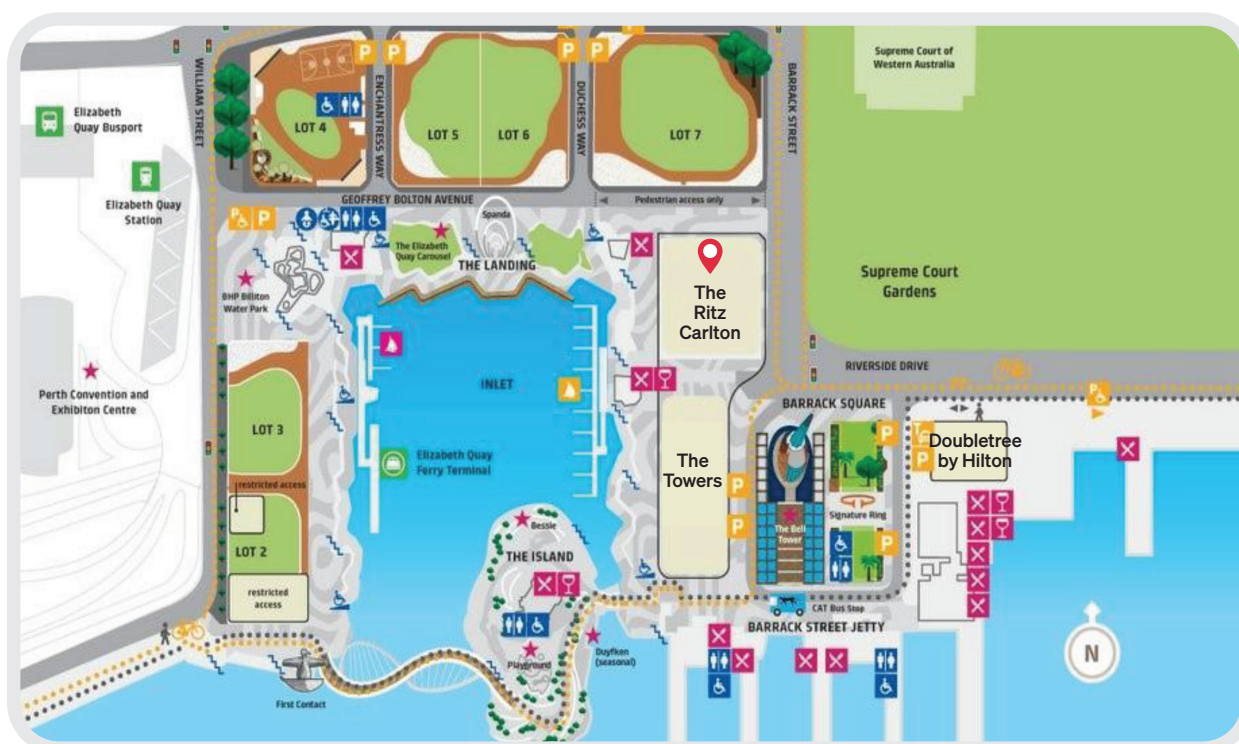 Supreme Court of
Western Australia
WILLIAM STREET
Elizabeth
Quay Busport
Elizabeth Quay
Station
LOT 4
ENCHANTRESS WAY
LOT 5
LOT 6
DUCHESS WAY
LOT 7
BARRACK STREET
P
P
P
P
GEOFFREY BOLTON AVENUE
Pedestrian access only
P
P
Spanda
The Elizabeth
Quay Carousel
THE LANDING
BHP Billiton
Water Park
The
Ritz
Carlton
Supreme Court
Gardens
RIVERSIDE DRIVE
Perth Convention and
Exhibiton Centre
INLET
P
BARRACK SQUARE
LOT 3
Elizabeth Quay
Ferry Terminal
The
Towers
P
P
Doubletree
by Hilton
restricted access
P
P
Signature Ring
Bessie
The Bell
Tower
LOT 2
THE ISLAND
P
restricted
access
CAT Bus Stop
BARRACK STREET JETTY
Duyfken
(seasonal)
Playground
First Contact
N